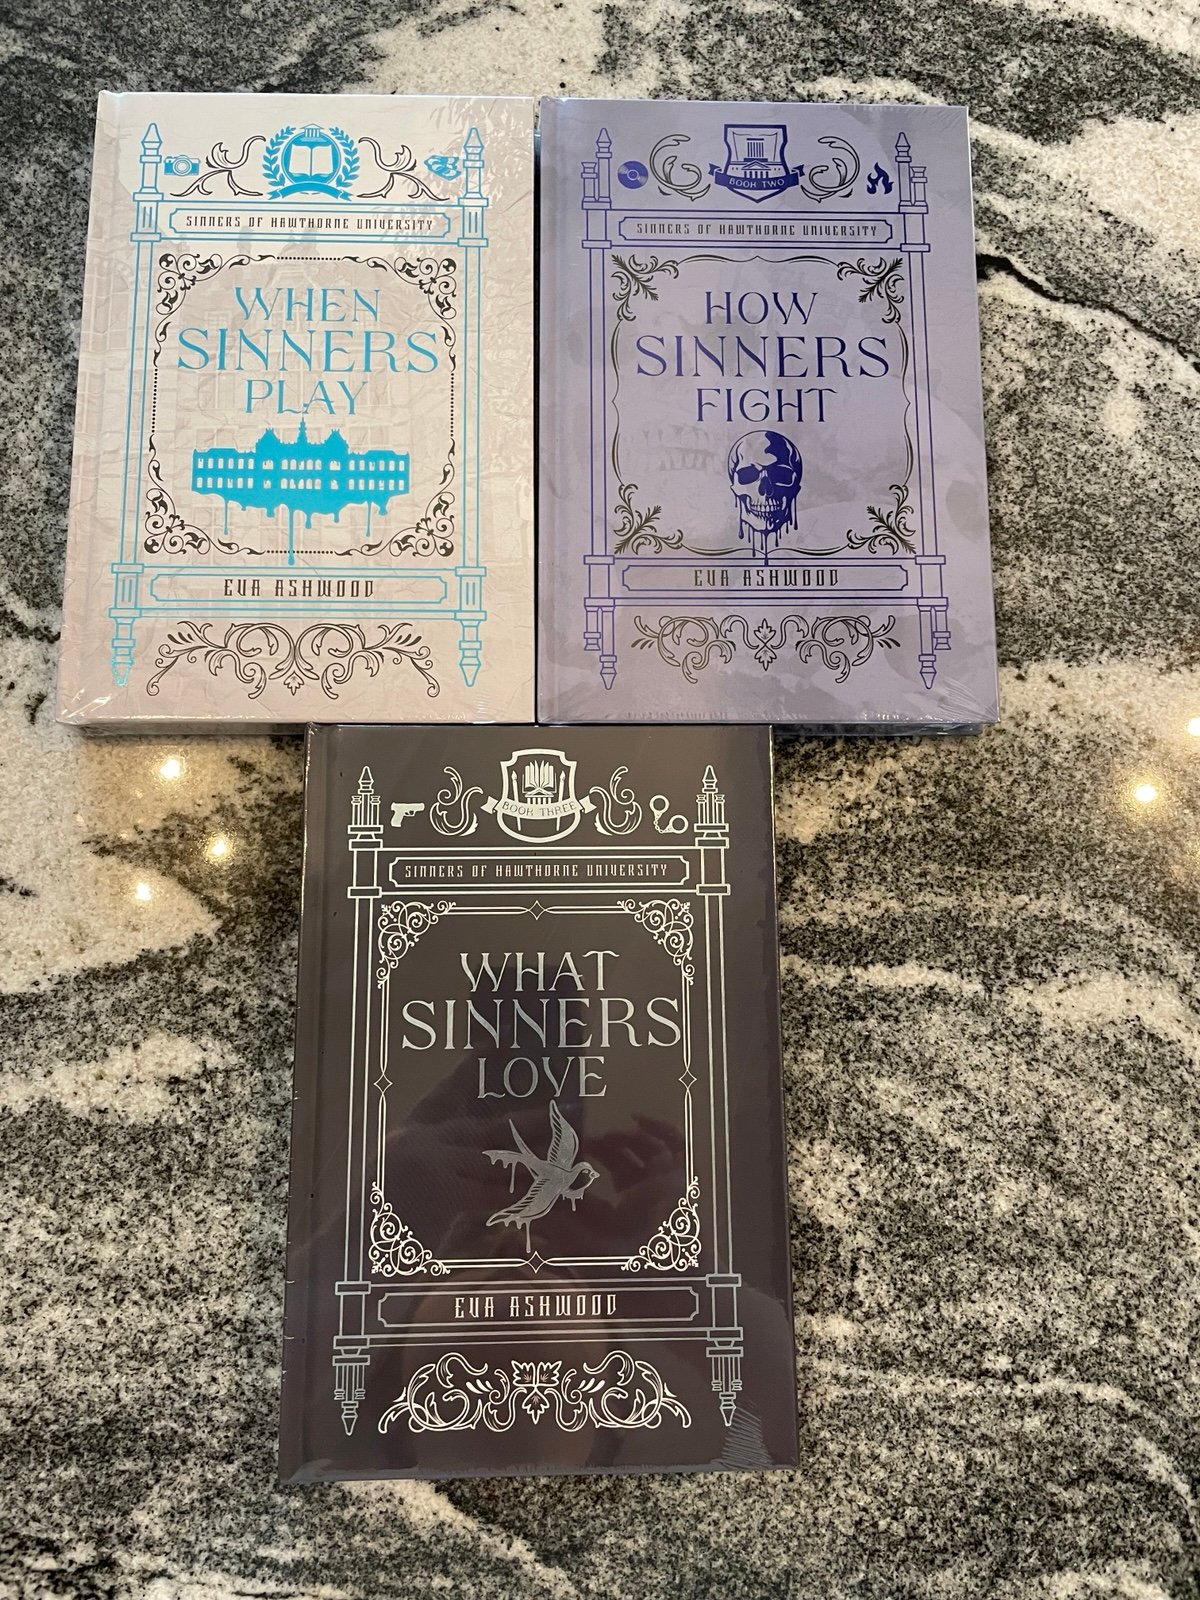 SINNERS OF HAWTHORNE UNIVERSITY
WHEN
SINNERS
PLAY
EVA ASHWOOD
BOOK TWO
SINNERS OF HAWTHORNE UNIVERSITY
HOW
SINNERS
FIGHT
EVA ASHWOOD
BOOK THREE
SINNERS OF HAWTHORNE UNIVERSITY
WHAT
SINNERS
LOVE
EVA ASHWOOD